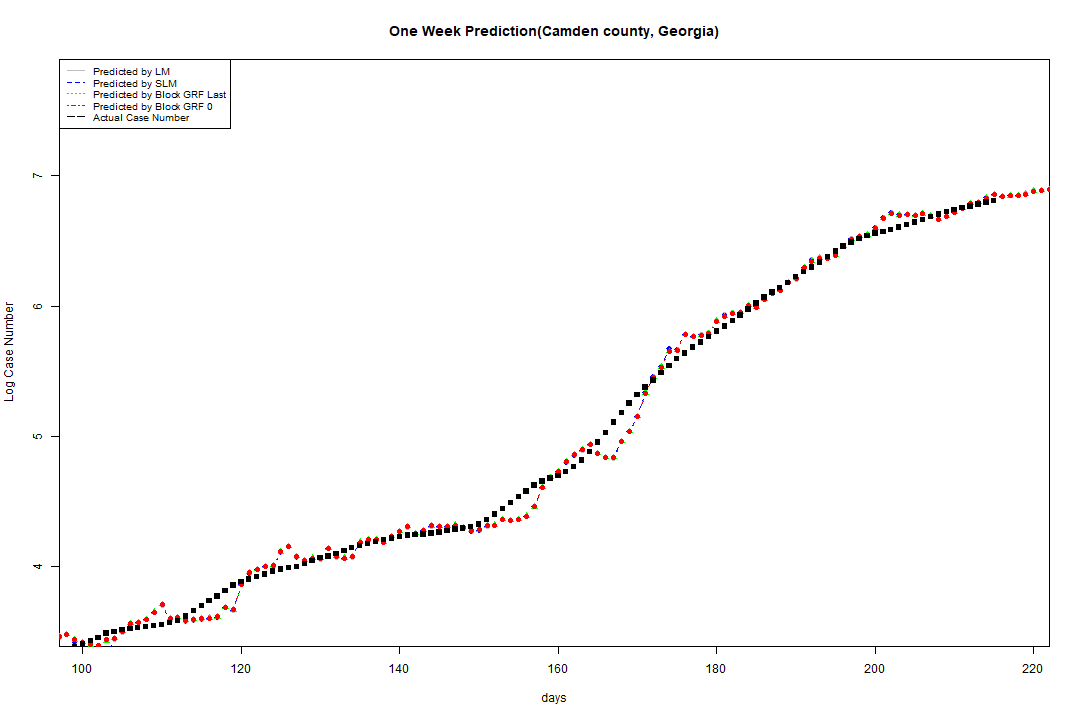 One Week Prediction(Camden county, Georgia)
Predicted by LM
Predicted by SLM
Predicted by Block GRF Last
Predicted by Block GRF 0
Actual Case Number
7
6
5
4
Log Case Number
100 120 140 160 180 200 220
days